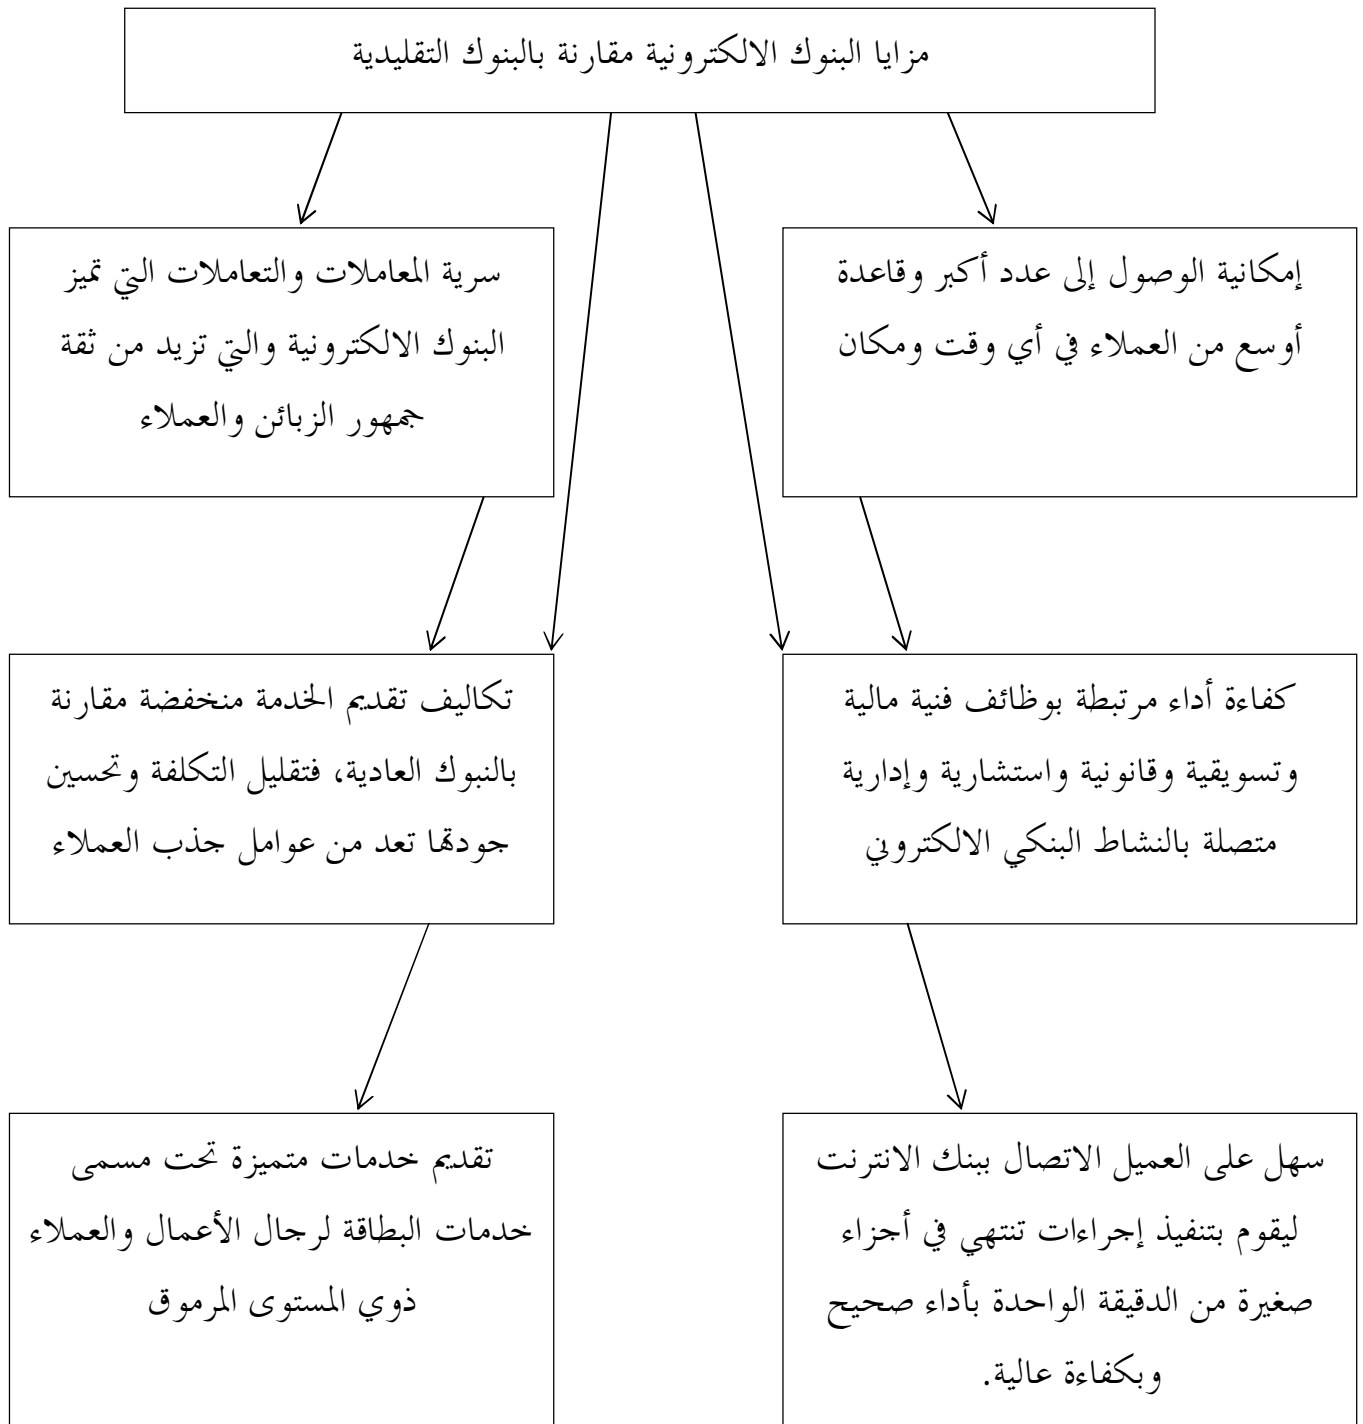 مزايا البنوك الالكترونية مقارنة بالبنوك التقليدية
إمكانية الوصول إلى عدد أكبر وقاعدة
أوسع من العملاء في أي وقت ومكان
سرية المعاملات والتعاملات التي تميز
البنوك الالكترونية والتي تزيد من ثقة
جمهور الزبائن والعملاء
كفاءة أداء مرتبطة بوظائف فنية مالية
وتسويقية وقانونية واستشارية وإدارية
متصلة بالنشاط البنكي الالكتروني
تكاليف تقديم الخدمة منخفضة مقارنة
بالنبوك العادية، فتقليل التكلفة وتحسين
جودتها تعد من عوامل جذب العملاء
سهل على العميل الاتصال ببنك الانترنت
ليقوم بتنفيذ إجراءات تنتهي في أجزاء
صغيرة من الدقيقة الواحدة بأداء صحيح
وبكفاءة عالية.
تقديم خدمات متميزة تحت مسمى
خدمات البطاقة لرجال الأعمال والعملاء
ذوي المستوى المرموق